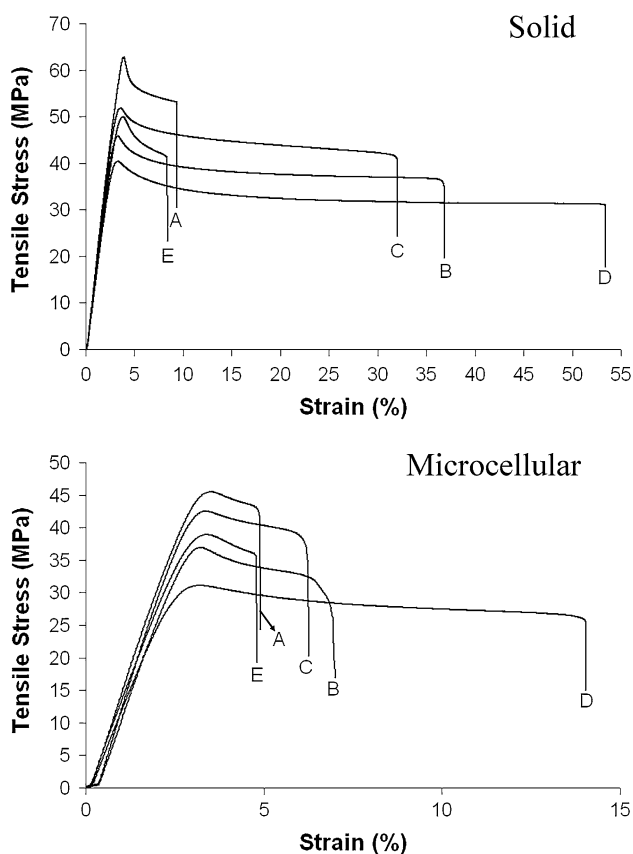 Solid
Tensile Stress (MPa)
70
60
50
40
30
20
10
0
A
E
C
B
D
0 5 10 15 20 25 30 35 40 45 50 55
Strain (%)
Microcellular
Tensile Stress (MPa)
50
45
40
35
30
25
20
15
10
5
0
A
E
C
B
D
0 5 10 15
Strain (%)